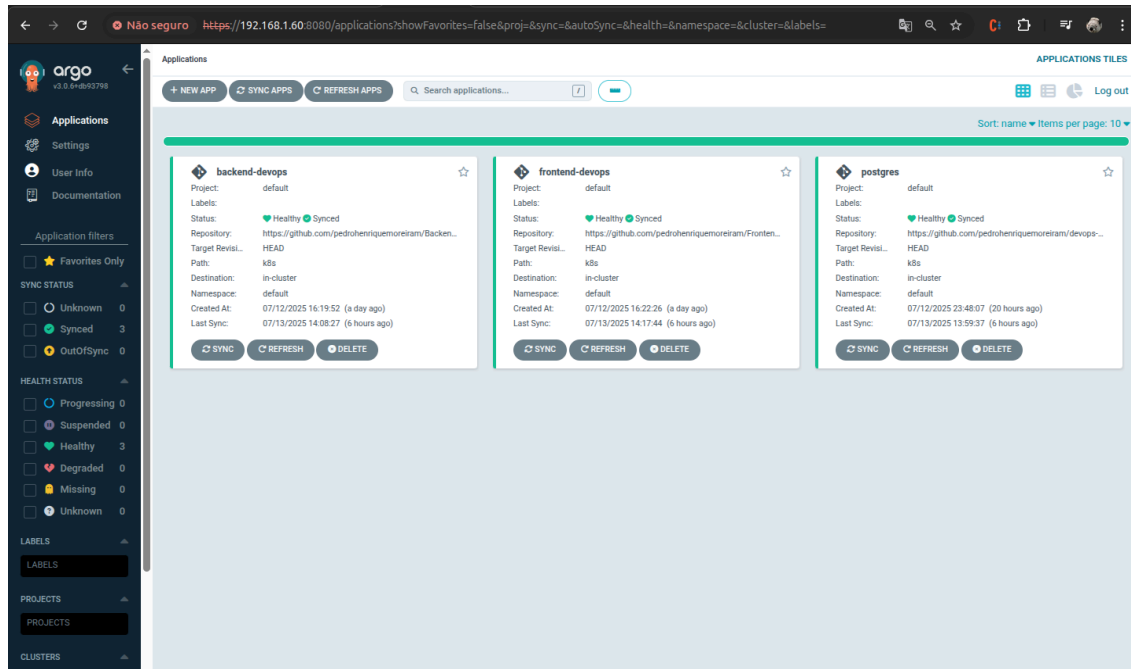 Não seguro https://192.168.1.60:8080/applications?showFavorites=false&proj=&sync=&autoSync=&health=&namespace=&cluster=&labels=
argo
v3.0.6+db93798
Applications
Settings
User Info
Documentation
Application filters
Favorites Only
SYNC STATUS
Unknown 0
Synced 3
OutOfSync 0
HEALTH STATUS
Progressing 0
Suspended 0
Healthy 3
Degraded 0
Missing 0
Unknown 0
LABELS
LABELS
PROJECTS
PROJECTS
CLUSTERS
Applications
APPLICATIONS TILES
+ NEW APP SYNC APPS REFRESH APPS Search applications... / Log out
Sort: name Items per page: 10
backend-devops
Project: default
Labels:
Status: Healthy Synced
Repository: https://github.com/pedrohenriquemoreiram/Backen...
Target Revisi... HEAD
Path: k8s
Destination: in-cluster
Namespace: default
Created At: 07/12/2025 16:19:52 (a day ago)
Last Sync: 07/13/2025 14:08:27 (6 hours ago)
SYNC REFRESH DELETE
frontend-devops
Project: default
Labels:
Status: Healthy Synced
Repository: https://github.com/pedrohenriquemoreiram/Fronten...
Target Revisi... HEAD
Path: k8s
Destination: in-cluster
Namespace: default
Created At: 07/12/2025 16:22:26 (a day ago)
Last Sync: 07/13/2025 14:17:44 (6 hours ago)
SYNC REFRESH DELETE
postgres
Project: default
Labels:
Status: Healthy Synced
Repository: https://github.com/pedrohenriquemoreiram/devops-...
Target Revisi... HEAD
Path: k8s
Destination: in-cluster
Namespace: default
Created At: 07/12/2025 23:48:07 (20 hours ago)
Last Sync: 07/13/2025 13:59:37 (6 hours ago)
SYNC REFRESH DELETE